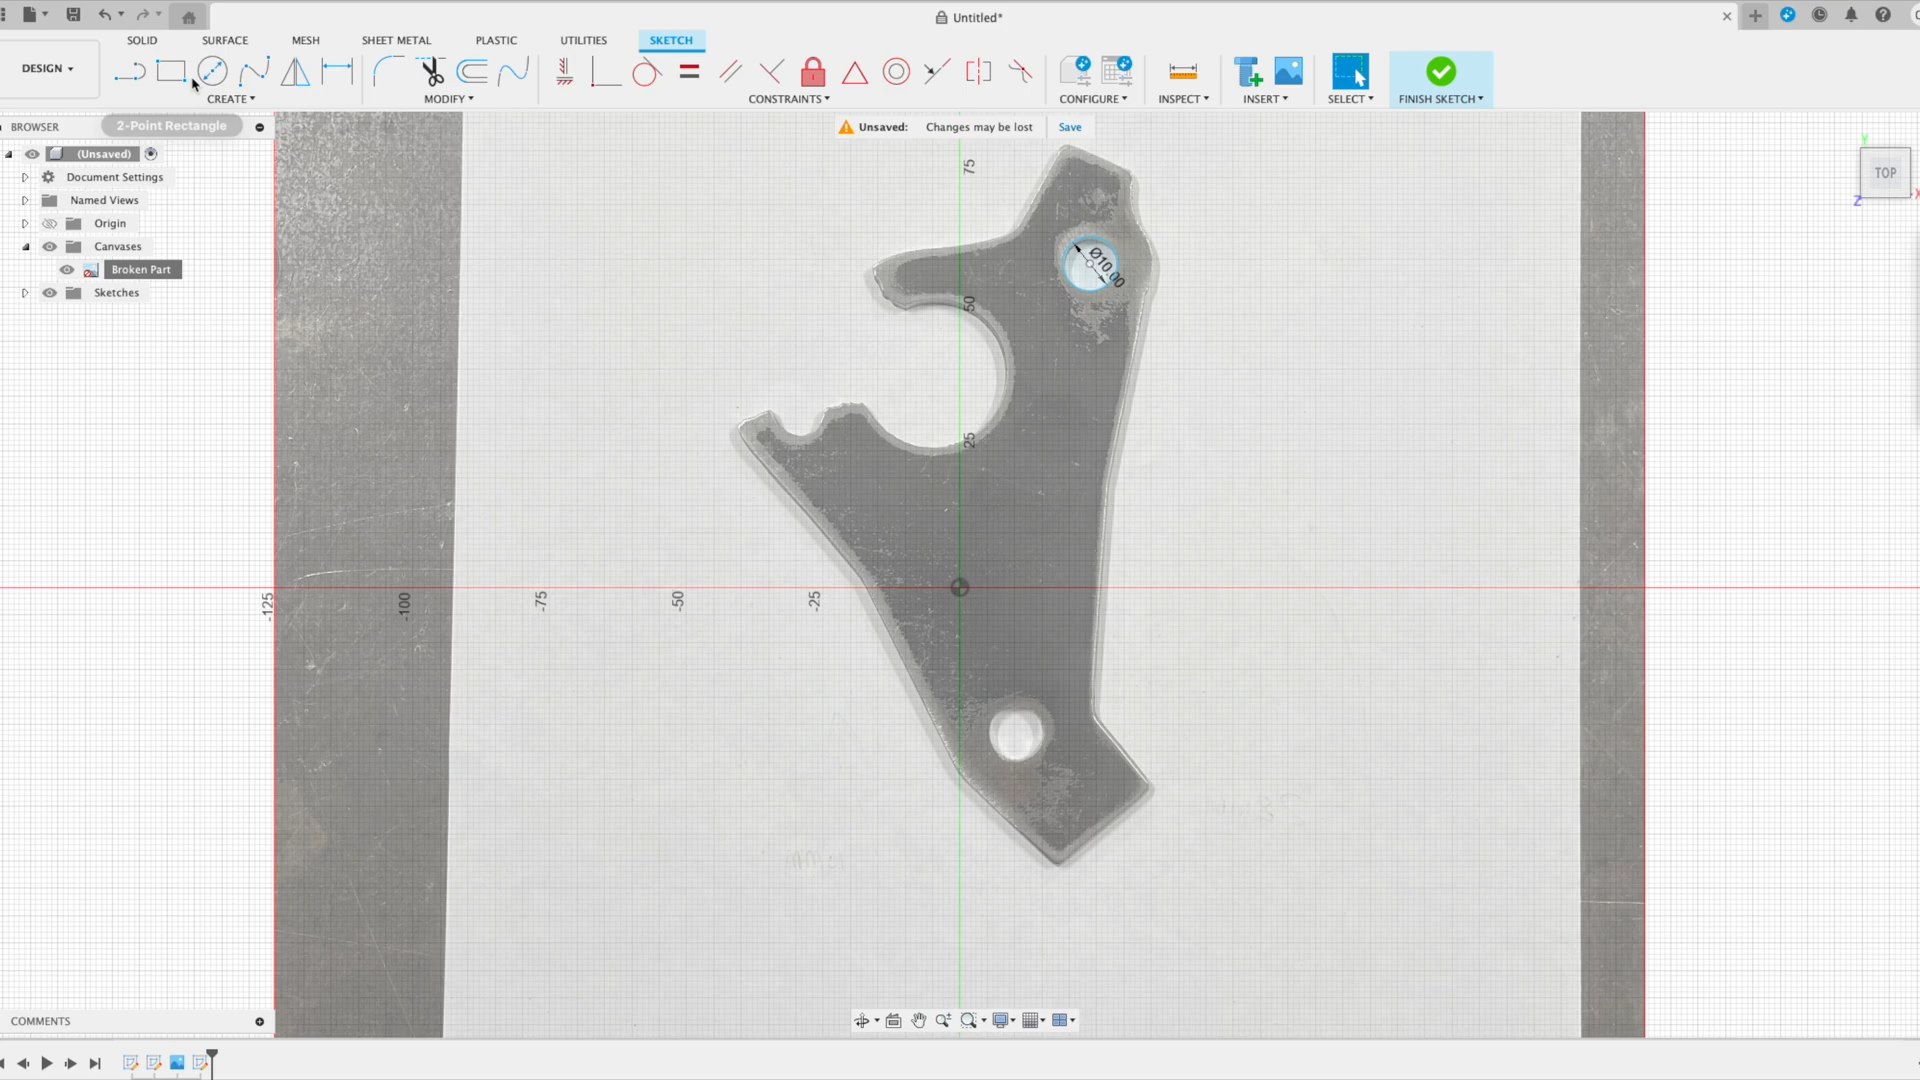 Untitled*
SOLID SURFACE MESH SHEET METAL PLASTIC UTILITIES SKETCH
DESIGN
CREATE MODIFY CONSTRAINTS CONFIGURE INSPECT INSERT SELECT FINISH SKETCH
BROWSER
2-Point Rectangle
Unsaved: Changes may be lost Save
(Unsaved)
Document Settings
Named Views
Origin
Canvases
Broken Part
Sketches
TOP
Y
X
Z
75
50
25
Ø10.00
-125
-100
-75
-50
-25
COMMENTS